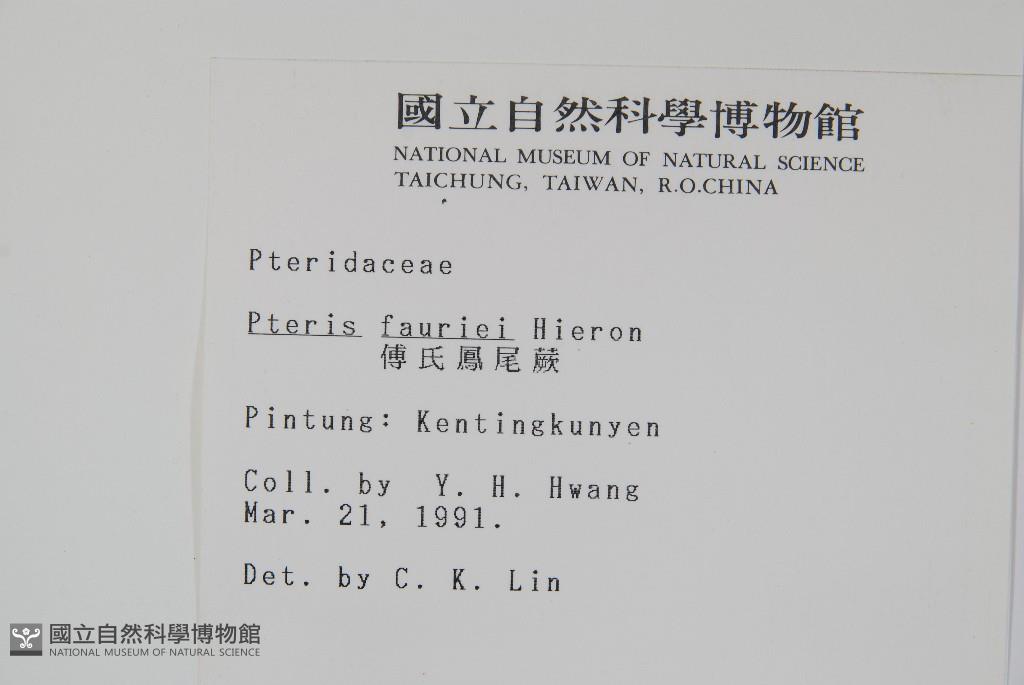 國立自然科學博物館
NATIONAL MUSEUM OF NATURAL SCIENCE
TAICHUNG, TAIWAN, R.O.CHINA
Pteridaceae
Pteris fauriei Hieron
傅氏鳳尾蕨
Pintung: Kentingkunyen
Coll. by Y. H. Hwang
Mar. 21, 1991.
Det. by C. K. Lin
國立自然科學博物館
NATIONAL MUSEUM OF NATURAL SCIENCE